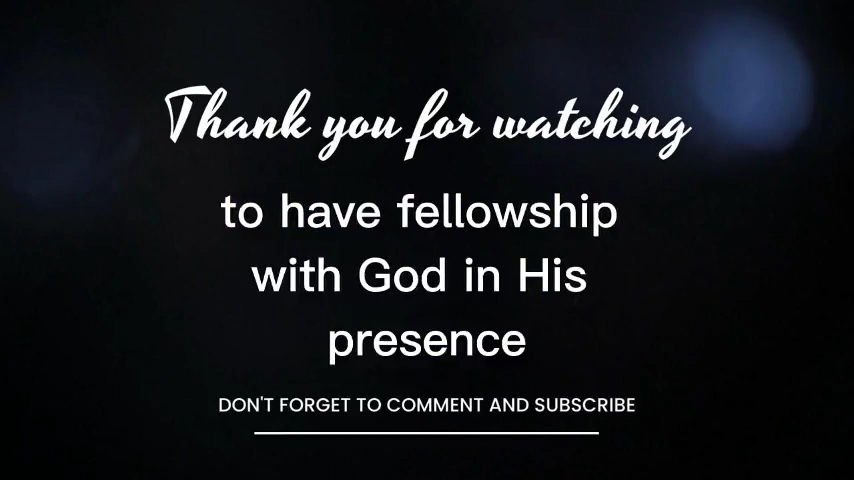 Thank you for watching
to have fellowship
with God in His
presence
DON'T FORGET TO COMMENT AND SUBSCRIBE